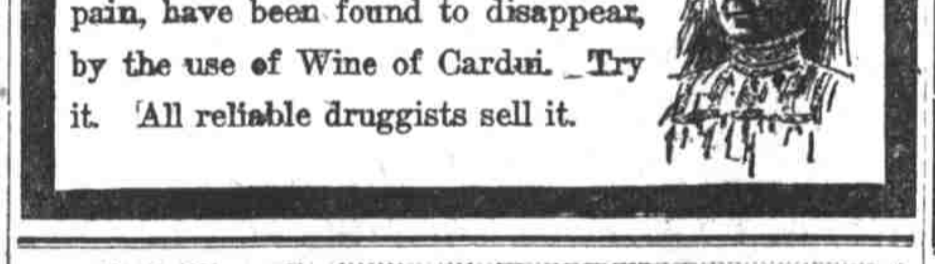 pain, have been found to disappear,
by the use of Wine of Cardui. Try
it. All reliable druggists sell it.